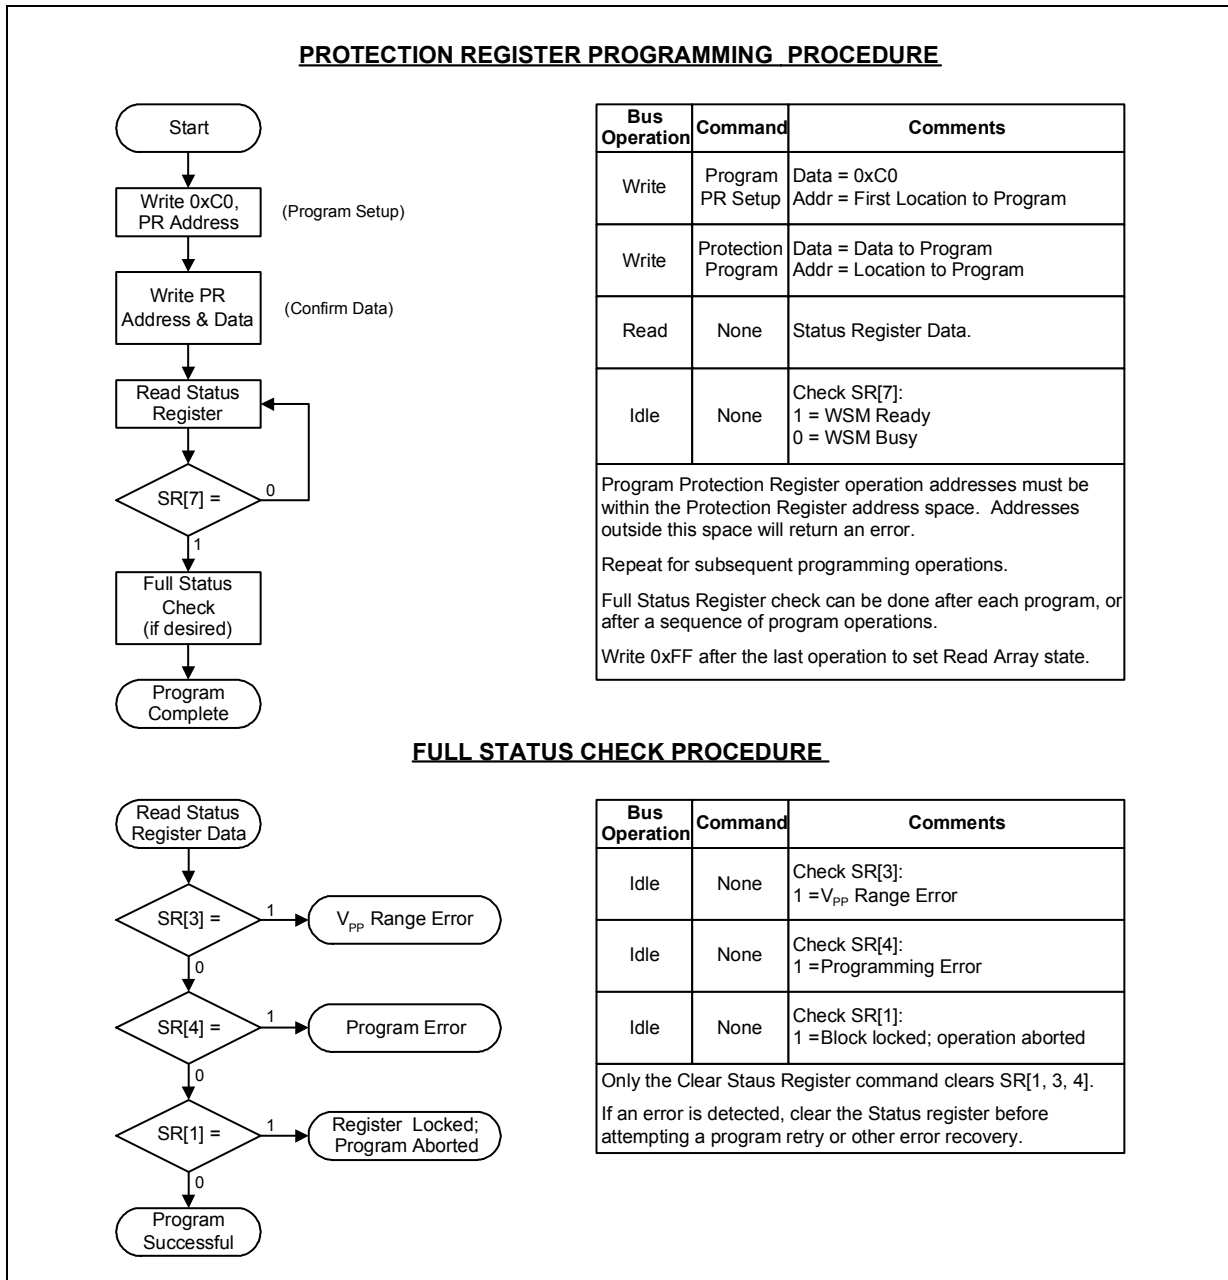 PROTECTION REGISTER PROGRAMMING PROCEDURE
Start
Write 0xC0,
PR Address
(Program Setup)
Write PR
Address & Data
(Confirm Data)
Read Status
Register
SR[7] =
0
1
Full Status
Check
(if desired)
Program
Complete
Bus
Operation
Command
Comments
Write
Program
PR Setup
Data = 0xC0
Addr = First Location to Program
Write
Protection
Program
Data = Data to Program
Addr = Location to Program
Read
None
Status Register Data.
Idle
None
Check SR[7]:
1 = WSM Ready
0 = WSM Busy
Program Protection Register operation addresses must be
within the Protection Register address space. Addresses
outside this space will return an error.
Repeat for subsequent programming operations.
Full Status Register check can be done after each program, or
after a sequence of program operations.
Write 0xFF after the last operation to set Read Array state.
FULL STATUS CHECK PROCEDURE
Read Status
Register Data
SR[3] =
1
VPP Range Error
0
SR[4] =
1
Program Error
0
SR[1] =
1
Register Locked;
Program Aborted
0
Program
Successful
Bus
Operation
Command
Comments
Idle
None
Check SR[3]:
1 =VPP Range Error
Idle
None
Check SR[4]:
1 =Programming Error
Idle
None
Check SR[1]:
1 =Block locked; operation aborted
Only the Clear Staus Register command clears SR[1, 3, 4].
If an error is detected, clear the Status register before
attempting a program retry or other error recovery.